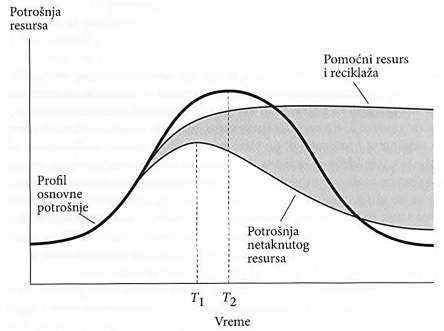 Potrošnja
resursa
Pomoćni resurs
i reciklaža
Profil
osnovne
potrošnje
Potrošnja
netaknutog
resursa
T1
T2
Vreme